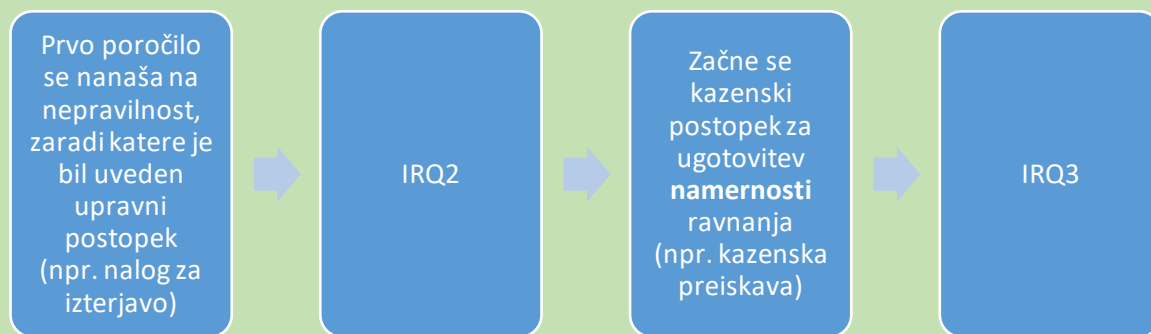 Prvo poročilo
se nanaša na
nepravilnost,
zaradi katere je
bil uveden
upravni
postopek
(npr. nalog za
izterjavo)
IRQ2
Začne se
kazenski
postopek za
ugotovitev
namernosti
ravnanja
(npr. kazenska
preiskava)
IRQ3